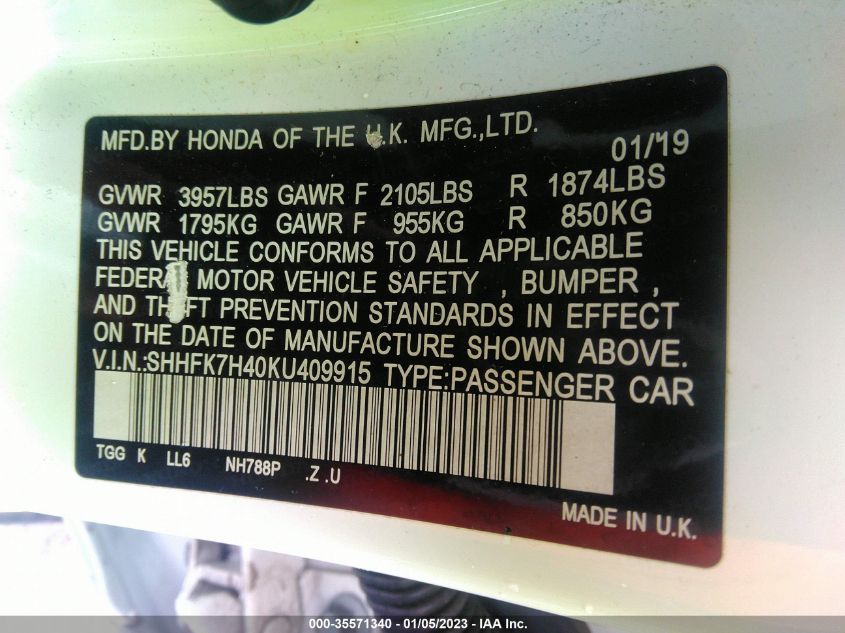 MFD.BY HONDA OF THE U.K. MFG.,LTD. 01/19
GVWR 3957LBS GAWR F 2105LBS R 1874LBS
GVWR 1795KG GAWR F 955KG R 850KG
THIS VEHICLE CONFORMS TO ALL APPLICABLE
FEDERAL MOTOR VEHICLE SAFETY , BUMPER ,
AND THEFT PREVENTION STANDARDS IN EFFECT
ON THE DATE OF MANUFACTURE SHOWN ABOVE.
V.I.N.:SHHFK7H40KU409915 TYPE:PASSENGER CAR
TGG K LL6 NH788P .Z .U
MADE IN U.K.
000-35571340 - 01/05/2023 - IAA Inc.